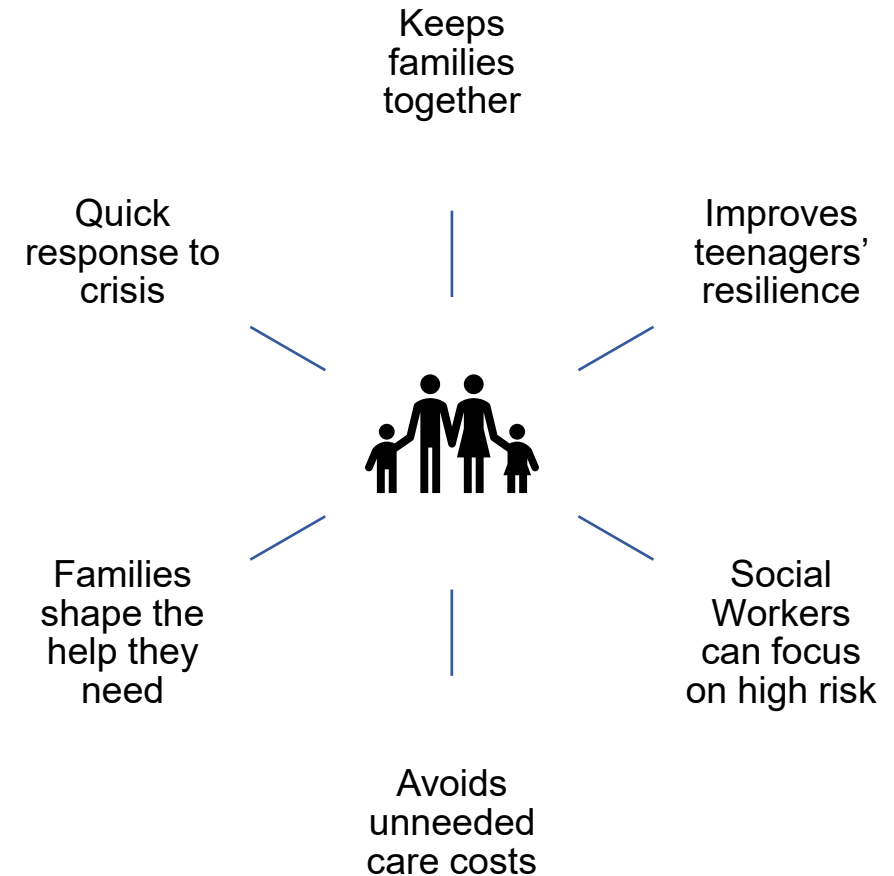 Keeps
families
together
Improves
teenagers’
resilience
Social
Workers
can focus
on high risk
Avoids
unneeded
care costs
Families
shape the
help they
need
Quick
response to
crisis